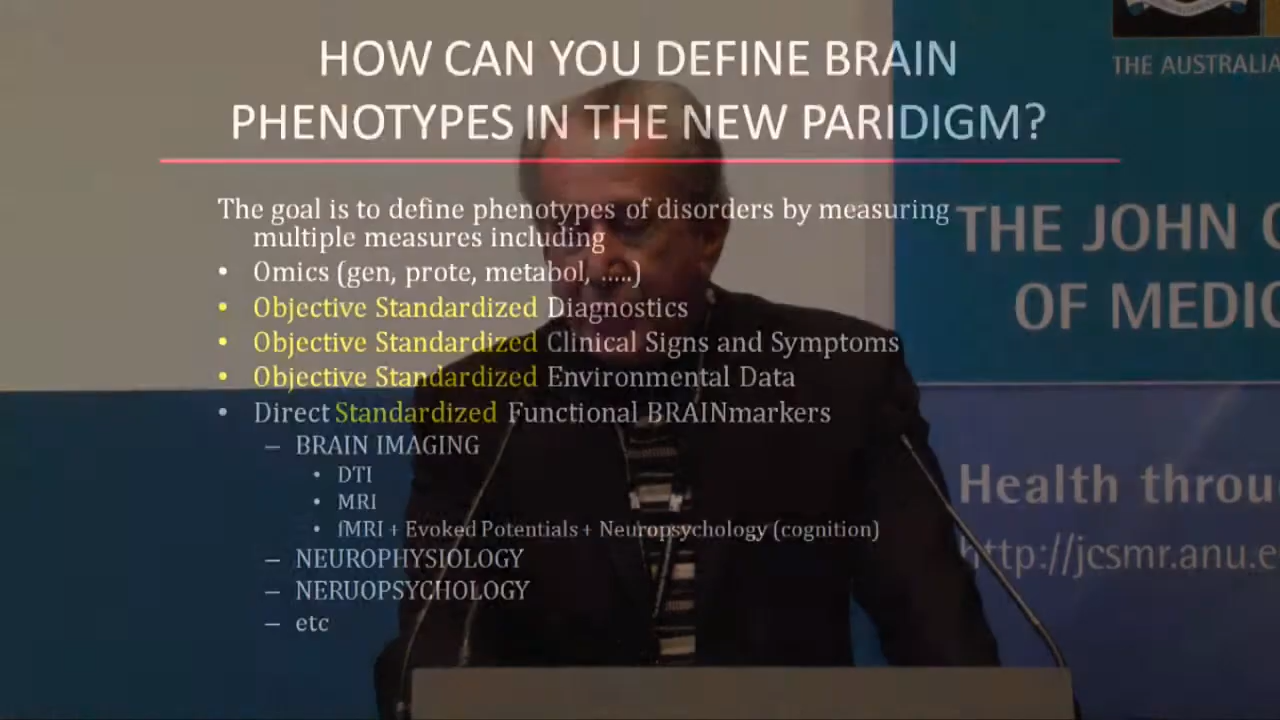 HOW CAN YOU DEFINE BRAIN
PHENOTYPES IN THE NEW PARIDIGM?
The goal is to define phenotypes of disorders by measuring
multiple measures including
• Omics (gen, prote, metabol, .....)
• Objective Standardized Diagnostics
• Objective Standardized Clinical Signs and Symptoms
• Objective Standardized Environmental Data
• Direct Standardized Functional BRAINmarkers
– BRAIN IMAGING
• DTI
• MRI
• fMRI + Evoked Potentials + Neuropsychology (cognition)
– NEUROPHYSIOLOGY
– NERUOPSYCHOLOGY
– etc
THE AUSTRALIA
THE JOHN
OF MEDIC
Health throu
http://jcsmr.anu.e